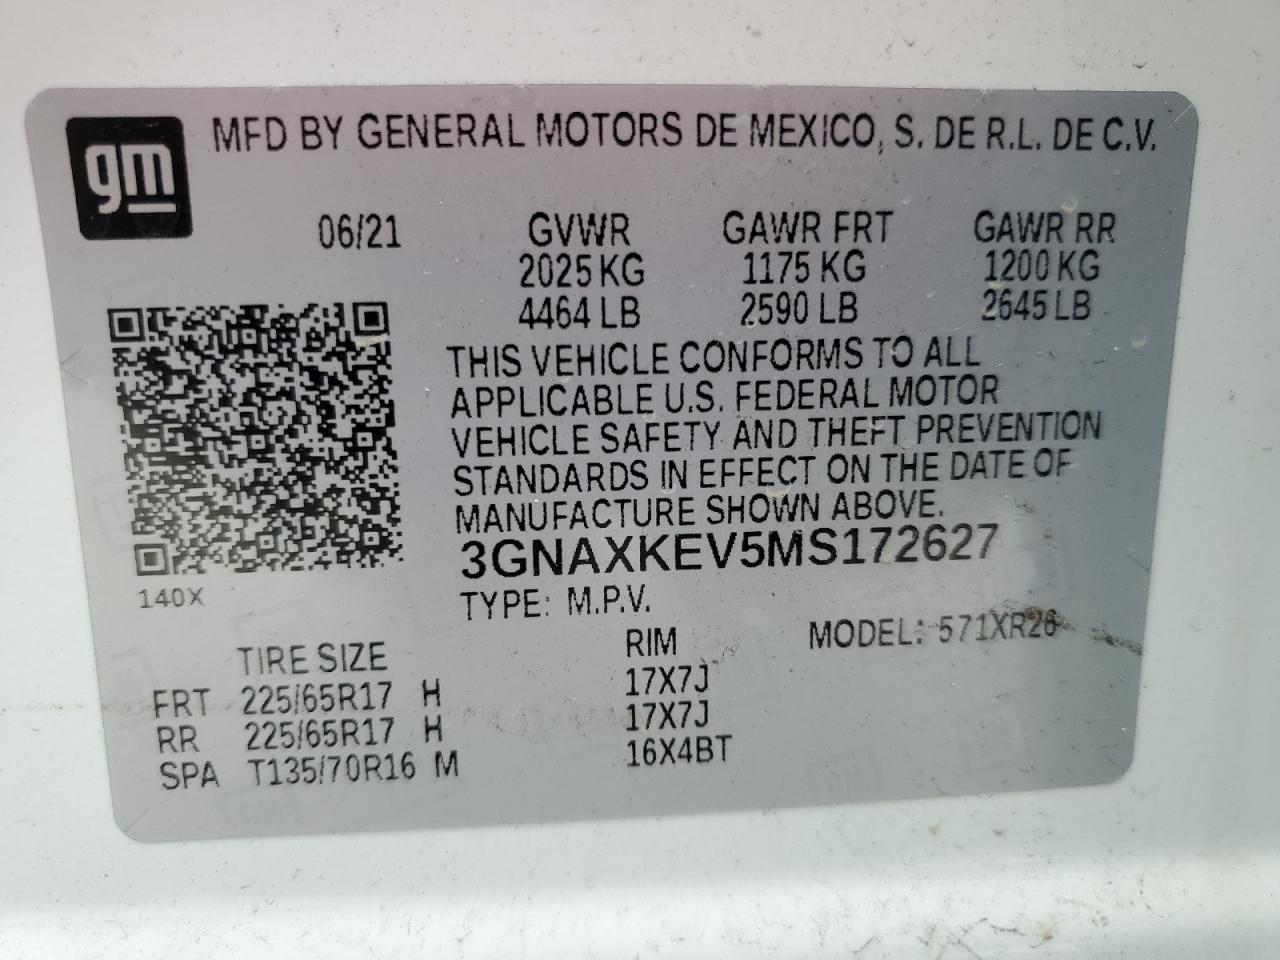 gm
MFD BY GENERAL MOTORS DE MEXICO, S. DE R.L. DE C.V.
06/21 GVWR GAWR FRT GAWR RR
2025 KG 1175 KG 1200 KG
4464 LB 2590 LB 2645 LB
THIS VEHICLE CONFORMS TO ALL
APPLICABLE U.S. FEDERAL MOTOR
VEHICLE SAFETY AND THEFT PREVENTION
STANDARDS IN EFFECT ON THE DATE OF
MANUFACTURE SHOWN ABOVE.
3GNAXKEV5MS172627
140X
TYPE: M.P.V.
MODEL: 571XR26
TIRE SIZE RIM
FRT 225/65R17 H 17X7J
RR 225/65R17 H 17X7J
SPA T135/70R16 M 16X4BT